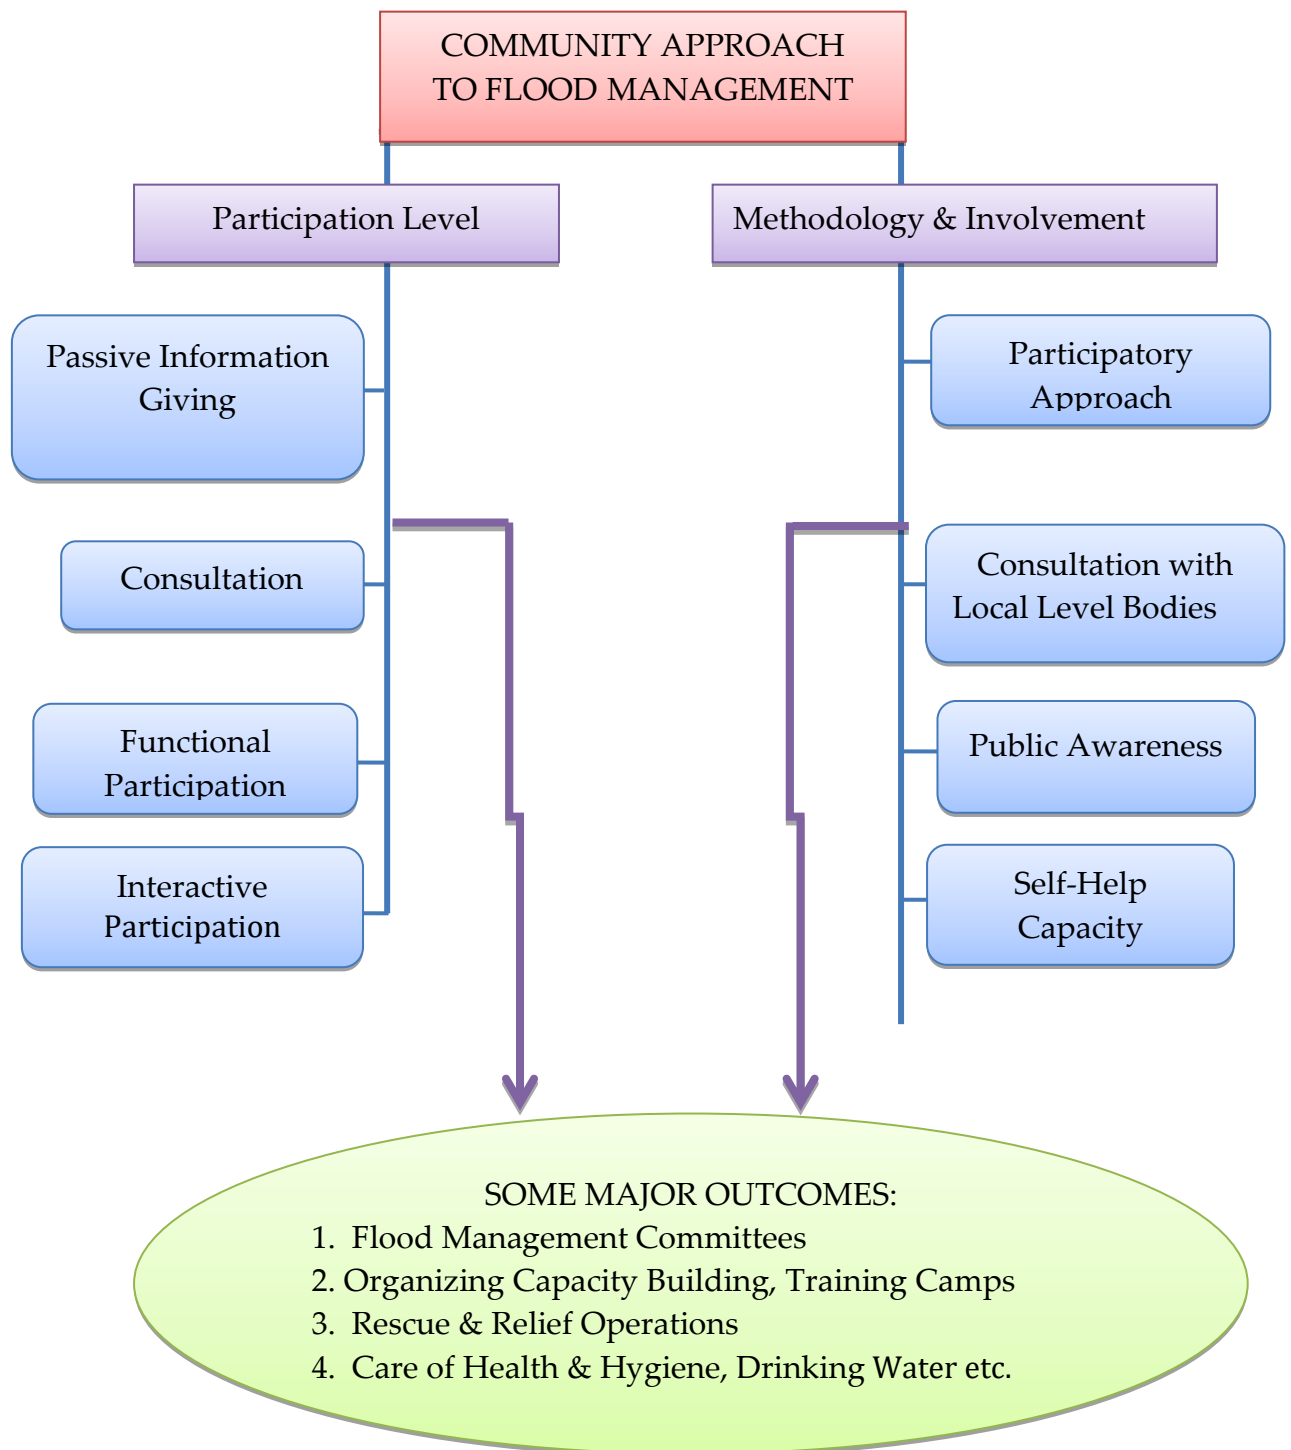 COMMUNITY APPROACH
TO FLOOD MANAGEMENT
Participation Level
Methodology & Involvement
Passive Information
Giving
Consultation
Functional
Participation
Interactive
Participation
Participatory
Approach
Consultation with
Local Level Bodies
Public Awareness
Self-Help
Capacity
SOME MAJOR OUTCOMES:
1. Flood Management Committees
2. Organizing Capacity Building, Training Camps
3. Rescue & Relief Operations
4. Care of Health & Hygiene, Drinking Water etc.